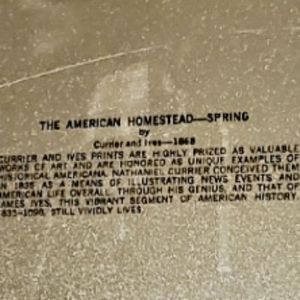 THE AMERICAN HOMESTEAD—SPRING
by
Currier and Ives—1868
CURRIER AND IVES PRINTS ARE HIGHLY PRIZED AS VALUABLE
WORKS OF ART AND ARE HONORED AS UNIQUE EXAMPLES OF
HISTORICAL AMERICANA. NATHANIEL CURRIER CONCEIVED THEM
IN 1835 AS A MEANS OF ILLUSTRATING NEWS EVENTS AND
AMERICAN LIFE OVERALL. THROUGH HIS GENIUS, AND THAT OF
JAMES IVES, THIS VIBRANT SEGMENT OF AMERICAN HISTORY,
1835-1898, STILL VIVIDLY LIVES.